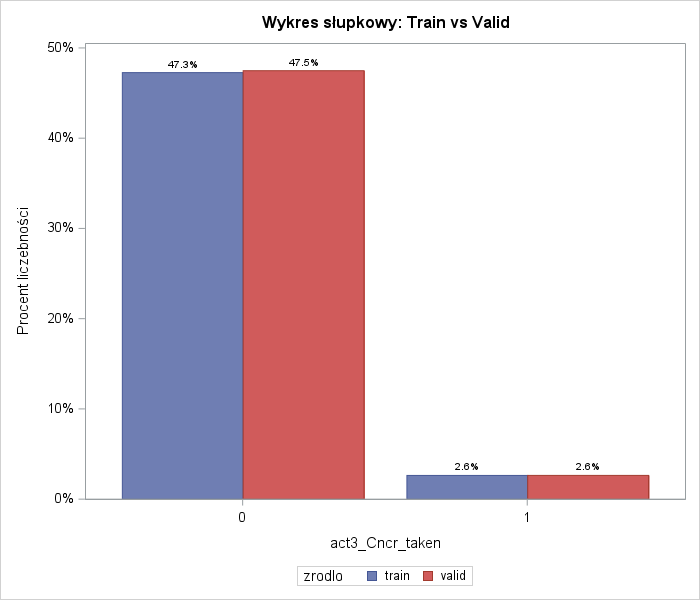 Wykres słupkowy: Train vs Valid
50%
40%
30%
20%
10%
0%
Procent liczebności
47.3%
47.5%
2.6%
2.6%
0
1
act3_Cncr_taken
zrodlo
train
valid